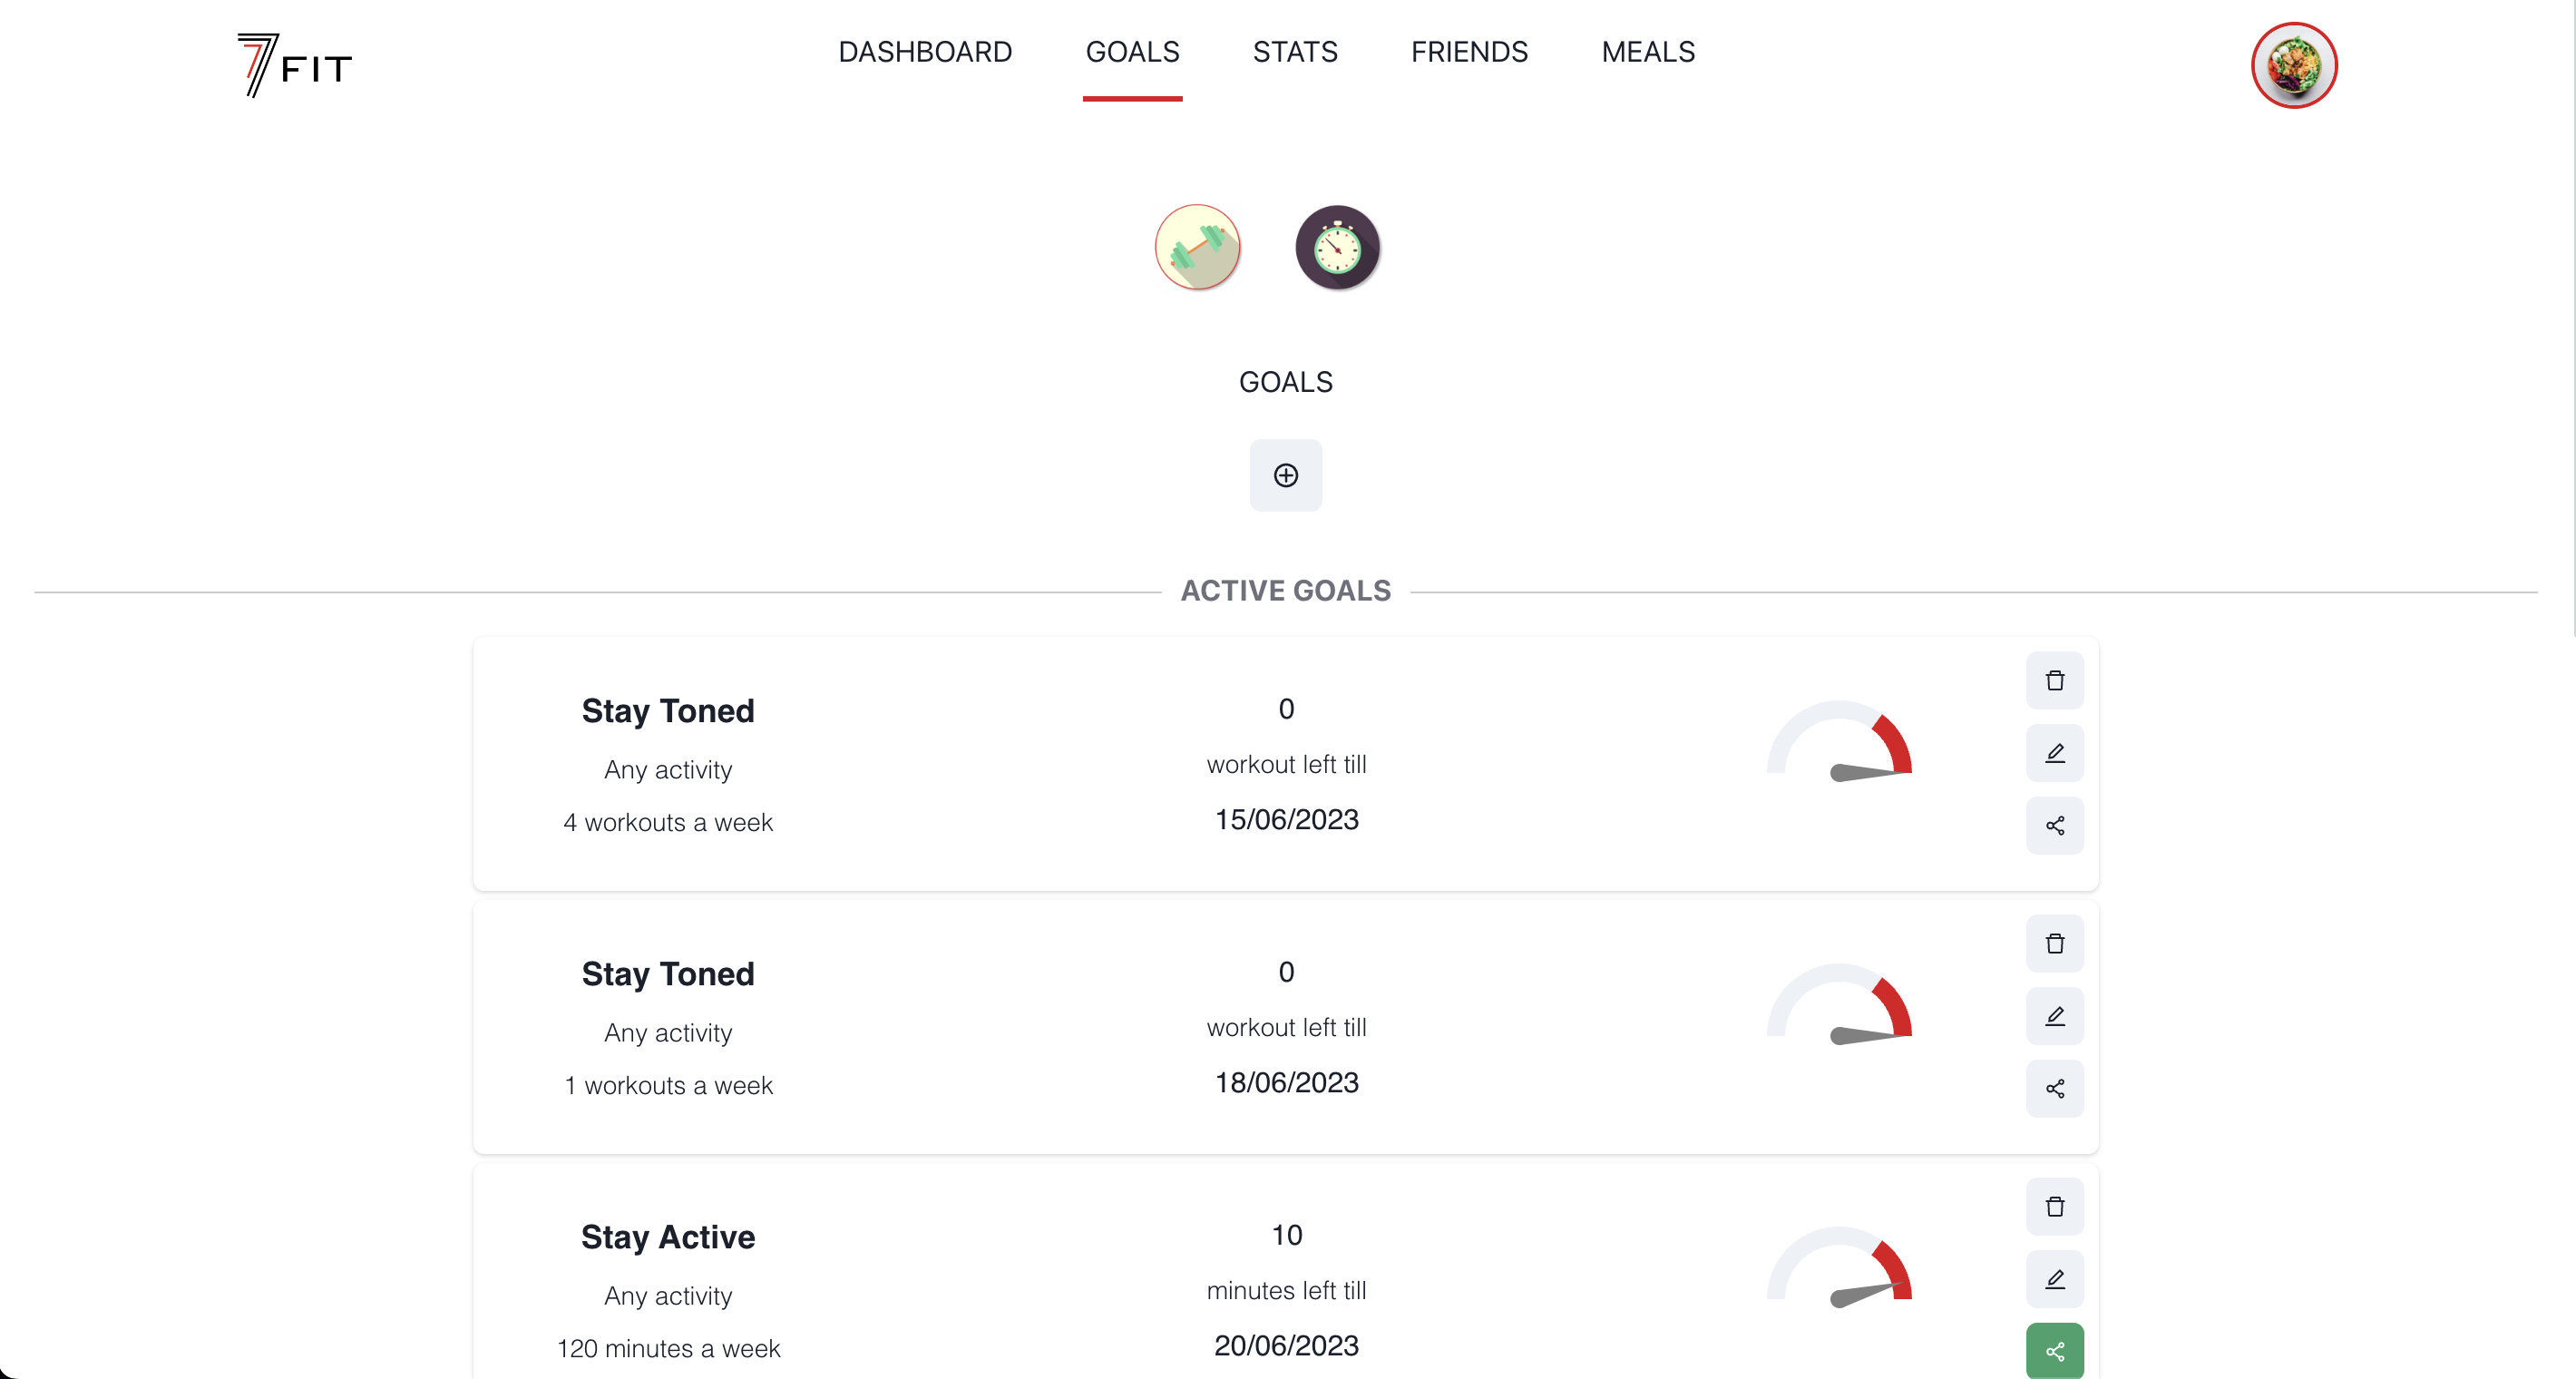 7 FIT
DASHBOARD GOALS STATS FRIENDS MEALS
GOALS
ACTIVE GOALS
Stay Toned
Any activity
4 workouts a week
0
workout left till
15/06/2023
Stay Toned
Any activity
1 workouts a week
0
workout left till
18/06/2023
Stay Active
Any activity
120 minutes a week
10
minutes left till
20/06/2023